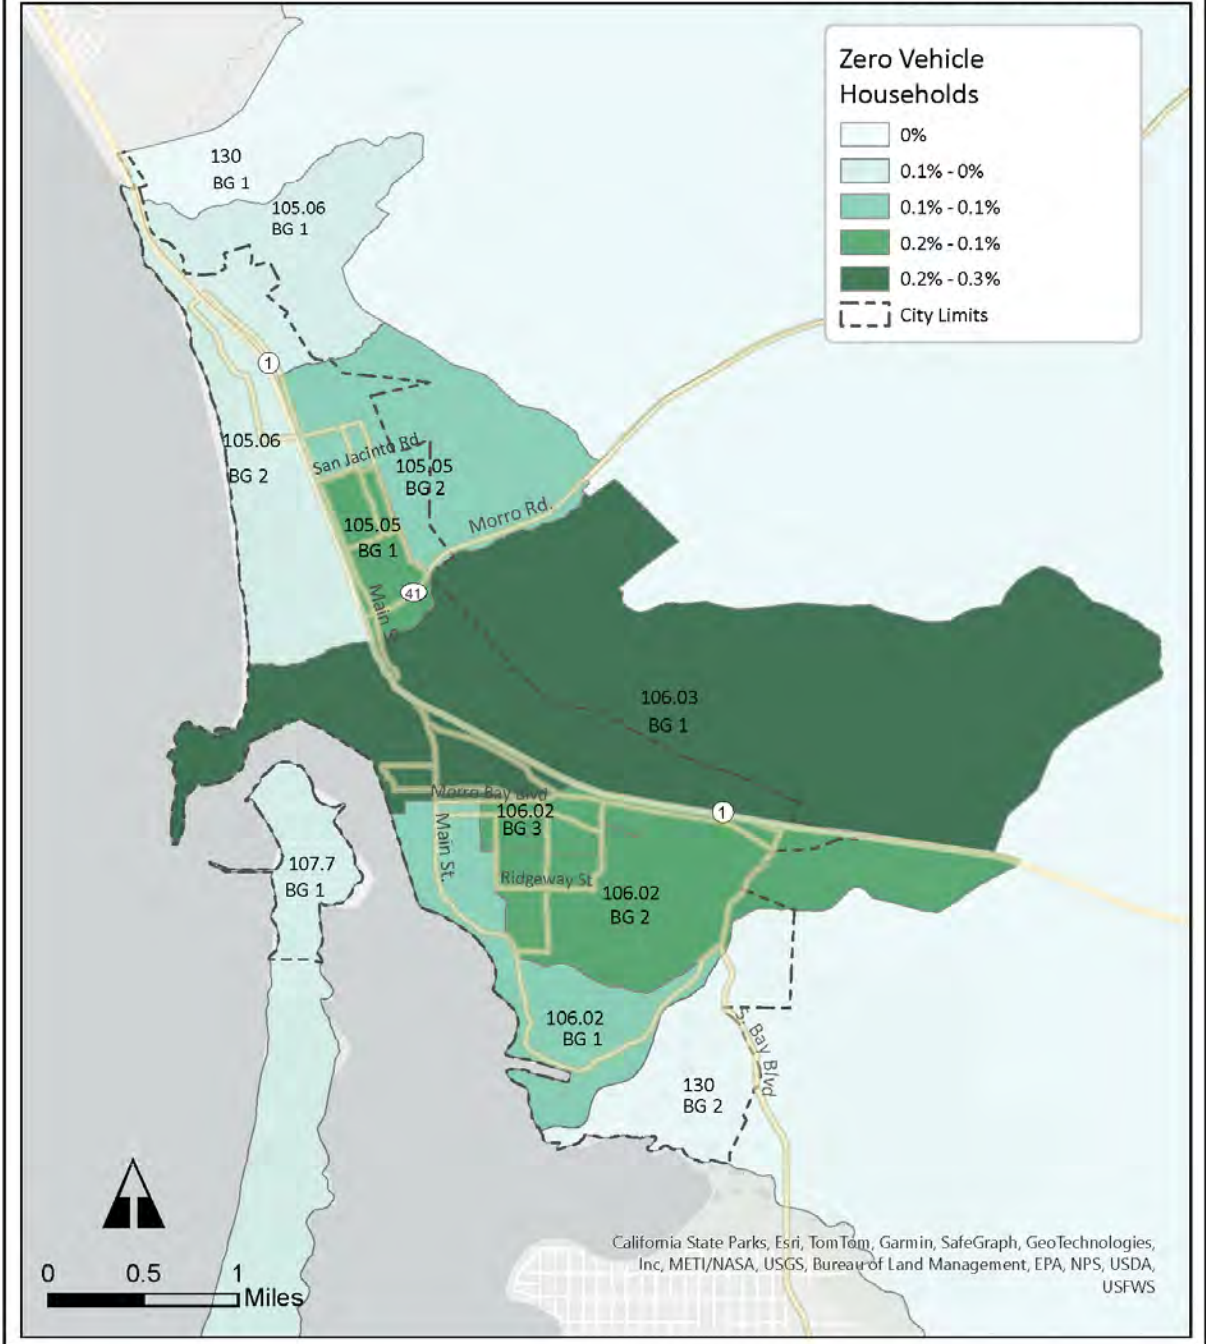 Zero Vehicle
Households
0%
0.1% - 0%
0.1% - 0.1%
0.2% - 0.1%
0.2% - 0.3%
City Limits
130
BG 1
105.06
BG 1
1
105.06
BG 2
San Jacinto Rd.
105.05
BG 2
Morro Rd.
105.05
BG 1
41
Main S
106.03
BG 1
Morro Bay Blvd
106.02
BG 3
1
Main St.
107.7
BG 1
Ridgeway St
106.02
BG 2
106.02
BG 1
S. Bay Blvd
130
BG 2
California State Parks, Esri, TomTom, Garmin, SafeGraph, GeoTechnologies,
Inc, METI/NASA, USGS, Bureau of Land Management, EPA, NPS, USDA,
USFWS
0 0.5 1
Miles